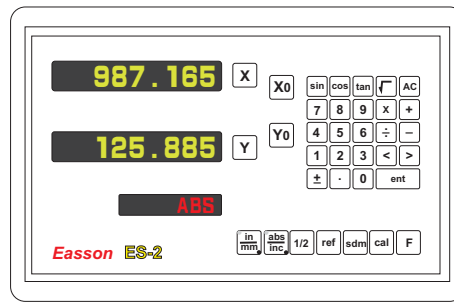 987.165 X X0 sin cos tan √ AC
7 8 9 x +
125.885 Y Y0 4 5 6 ÷ −
1 2 3 < >
± · 0 ent
ABS
Easson ES-2
in/mm abs/inc 1/2 ref sdm cal F